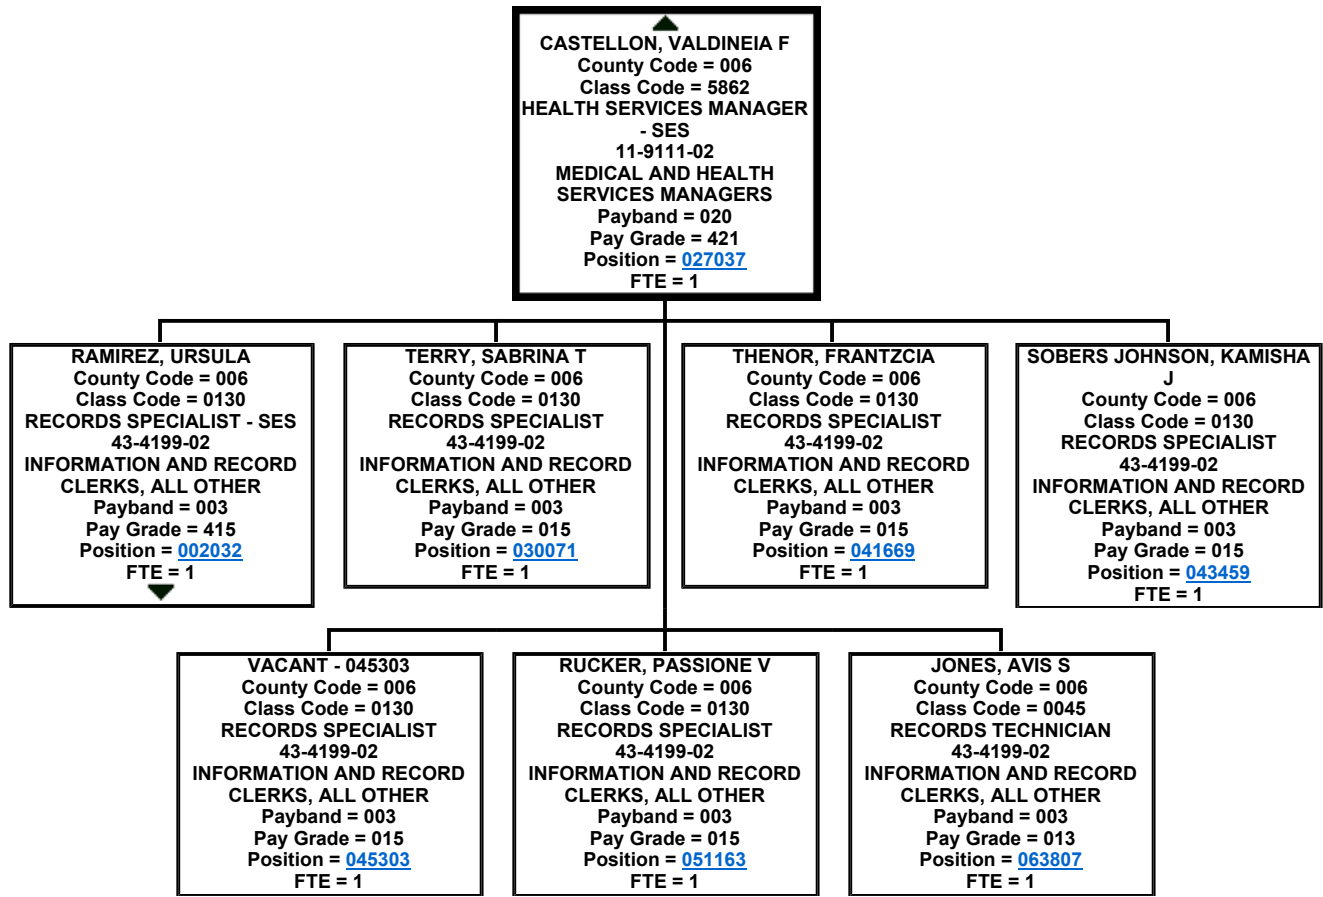 CASTELLON, VALDINEIA F
County Code = 006
Class Code = 5862
HEALTH SERVICES MANAGER
- SES
11-9111-02
MEDICAL AND HEALTH
SERVICES MANAGERS
Payband = 020
Pay Grade = 421
Position = 027037
FTE = 1
RAMIREZ, URSULA
County Code = 006
Class Code = 0130
RECORDS SPECIALIST - SES
43-4199-02
INFORMATION AND RECORD
CLERKS, ALL OTHER
Payband = 003
Pay Grade = 415
Position = 002032
FTE = 1
TERRY, SABRINA T
County Code = 006
Class Code = 0130
RECORDS SPECIALIST
43-4199-02
INFORMATION AND RECORD
CLERKS, ALL OTHER
Payband = 003
Pay Grade = 015
Position = 030071
FTE = 1
THENOR, FRANTZCIA
County Code = 006
Class Code = 0130
RECORDS SPECIALIST
43-4199-02
INFORMATION AND RECORD
CLERKS, ALL OTHER
Payband = 003
Pay Grade = 015
Position = 041669
FTE = 1
SOBERS JOHNSON, KAMISHA
J
County Code = 006
Class Code = 0130
RECORDS SPECIALIST
43-4199-02
INFORMATION AND RECORD
CLERKS, ALL OTHER
Payband = 003
Pay Grade = 015
Position = 043459
FTE = 1
VACANT - 045303
County Code = 006
Class Code = 0130
RECORDS SPECIALIST
43-4199-02
INFORMATION AND RECORD
CLERKS, ALL OTHER
Payband = 003
Pay Grade = 015
Position = 045303
FTE = 1
RUCKER, PASSIONE V
County Code = 006
Class Code = 0130
RECORDS SPECIALIST
43-4199-02
INFORMATION AND RECORD
CLERKS, ALL OTHER
Payband = 003
Pay Grade = 015
Position = 051163
FTE = 1
JONES, AVIS S
County Code = 006
Class Code = 0045
RECORDS TECHNICIAN
43-4199-02
INFORMATION AND RECORD
CLERKS, ALL OTHER
Payband = 003
Pay Grade = 013
Position = 063807
FTE = 1